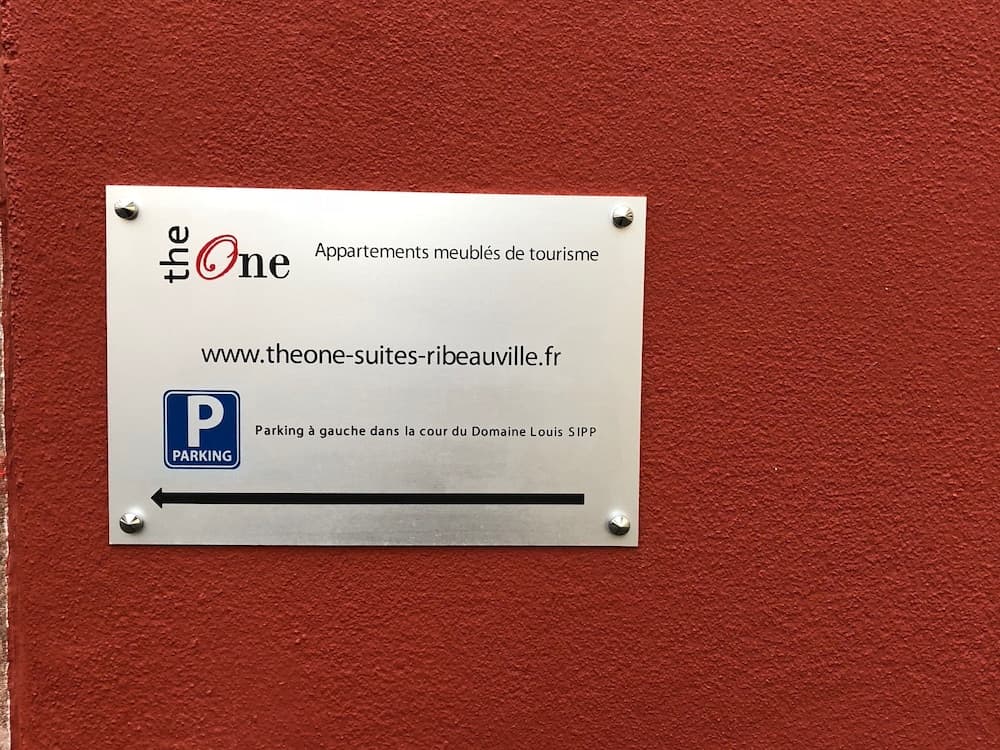 the One
Appartements meublés de tourisme
www.theone-suites-ribeauville.fr
P
PARKING
Parking à gauche dans la cour du Domaine Louis SIPP